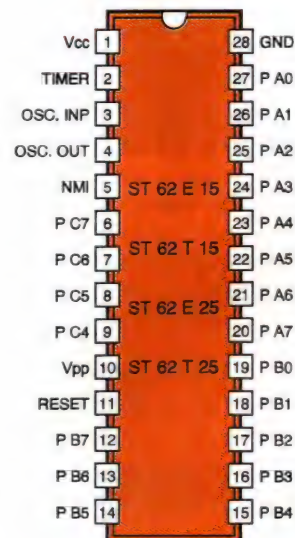 Vcc 1 28 GND
TIMER 2 27 P A0
OSC. INP 3 26 P A1
OSC. OUT 4 25 P A2
NMI 5 ST 62 E 15 24 P A3
P C7 6 23 P A4
P C6 7 ST 62 T 15 22 P A5
P C5 8 ST 62 E 25 21 P A6
P C4 9 20 P A7
Vpp 10 ST 62 T 25 19 P B0
RESET 11 18 P B1
P B7 12 17 P B2
P B6 13 16 P B3
P B5 14 15 P B4